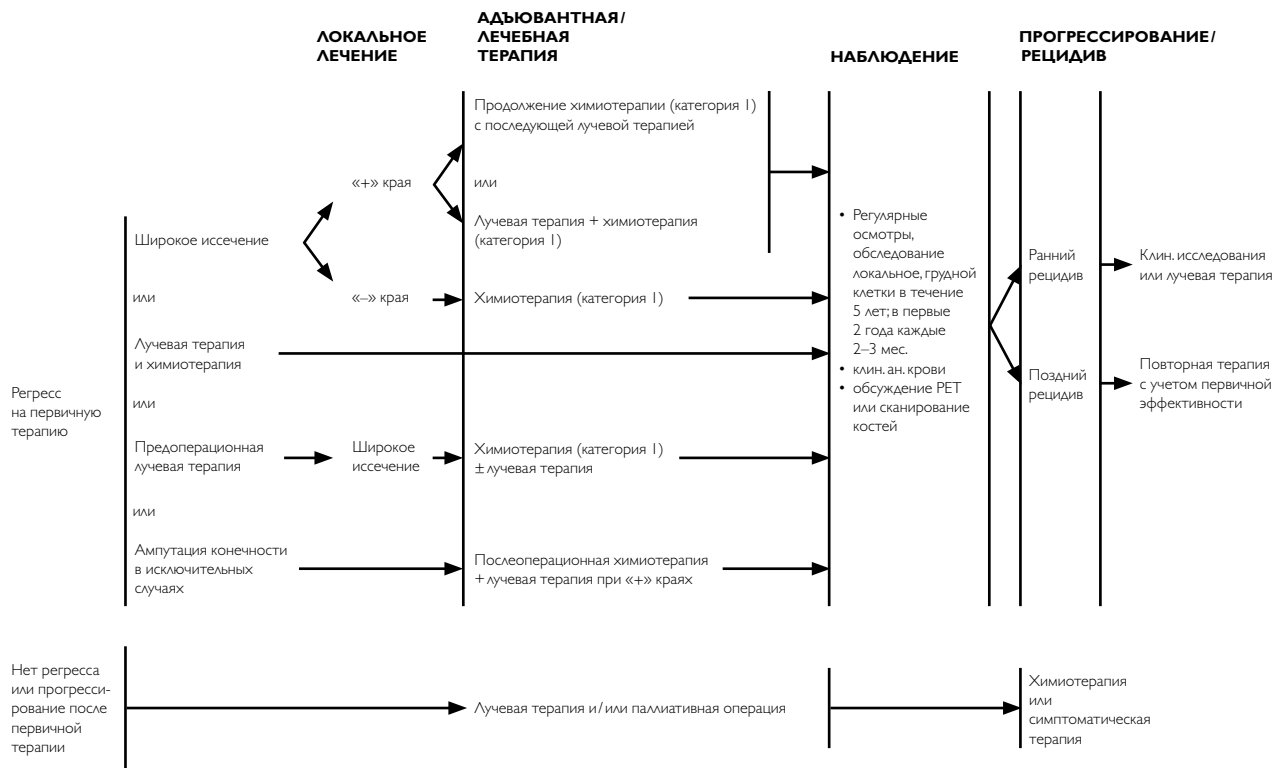 ЛОКАЛЬНОЕ
ЛЕЧЕНИЕ
АДЪЮВАНТНАЯ/
ЛЕЧЕБНАЯ
ТЕРАПИЯ
НАБЛЮДЕНИЕ
ПРОГРЕССИРОВАНИЕ/
РЕЦИДИВ
Регресс
на первичную
терапию
Широкое иссечение
или
Лучевая терапия
и химиотерапия
или
Предоперационная
лучевая терапия
или
Ампутация конечности
в исключительных
случаях
«+» края
«–» края
Широкое
иссечение
Продолжение химиотерапии (категория 1)
с последующей лучевой терапией
или
Лучевая терапия + химиотерапия
(категория 1)
Химиотерапия (категория 1)
Химиотерапия (категория 1)
± лучевая терапия
Послеоперационная химиотерапия
+ лучевая терапия при «+» краях
• Регулярные
осмотры,
обследование
локальное, грудной
клетки в течение
5 лет; в первые
2 года каждые
2–3 мес.
• клин. ан. крови
• обсуждение PET
или сканирование
костей
Ранний
рецидив
Клин. исследования
или лучевая терапия
Поздний
рецидив
Повторная терапия
с учетом первичной
эффективности
Нет регресса
или прогресси-
рование после
первичной
терапии
Лучевая терапия и/или паллиативная операция
Химиотерапия
или
симптоматическая
терапия